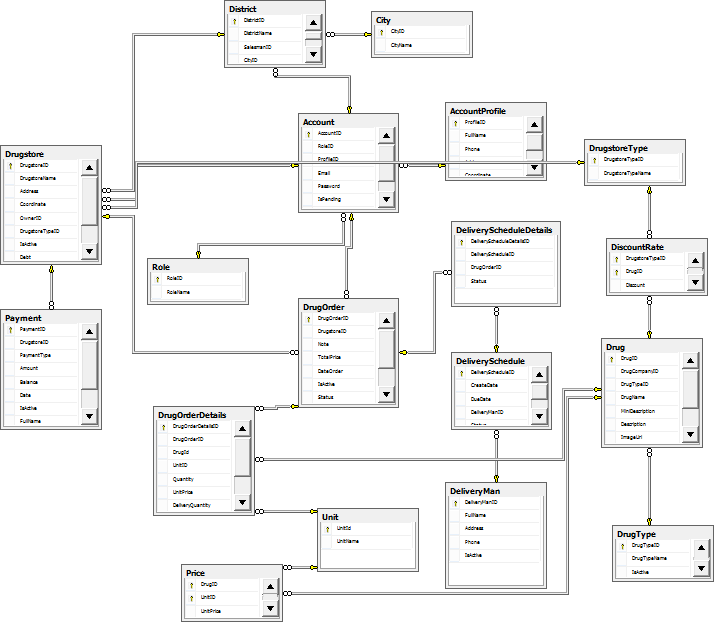 District
DistrictID
DistrictName
SalesmanID
CityID
City
CityID
CityName
Account
AccountID
RoleID
ProfileID
Email
Password
IsPending
AccountProfile
ProfileID
FullName
Phone
Address
Coordinate
DrugstoreType
DrugstoreTypeID
DrugstoreTypeName
Drugstore
DrugstoreID
DrugstoreName
Address
Coordinate
OwnerID
DrugstoreTypeID
IsActive
Debt
Role
RoleID
RoleName
DeliveryScheduleDetails
DeliveryScheduleDetailsID
DeliveryScheduleID
DrugOrderID
Status
DiscountRate
DrugstoreTypeID
DrugID
Discount
Payment
PaymentID
DrugstoreID
PaymentType
Amount
Balance
Date
IsActive
FullName
DrugOrder
DrugOrderID
DrugstoreID
Note
TotalPrice
DateOrder
IsActive
Status
DeliverySchedule
DeliveryScheduleID
CreateDate
DueDate
DeliveryManID
Status
Drug
DrugID
DrugCompanyID
DrugTypeID
DrugName
MiniDescription
Description
ImageUrl
DrugOrderDetails
DrugOrderDetailsID
DrugOrderID
DrugId
UnitID
Quantity
UnitPrice
DeliveryQuantity
DeliveryMan
DeliveryManID
FullName
Address
Phone
IsActive
Unit
UnitId
UnitName
DrugType
DrugTypeID
DrugTypeName
IsActive
Price
DrugID
UnitID
UnitPrice